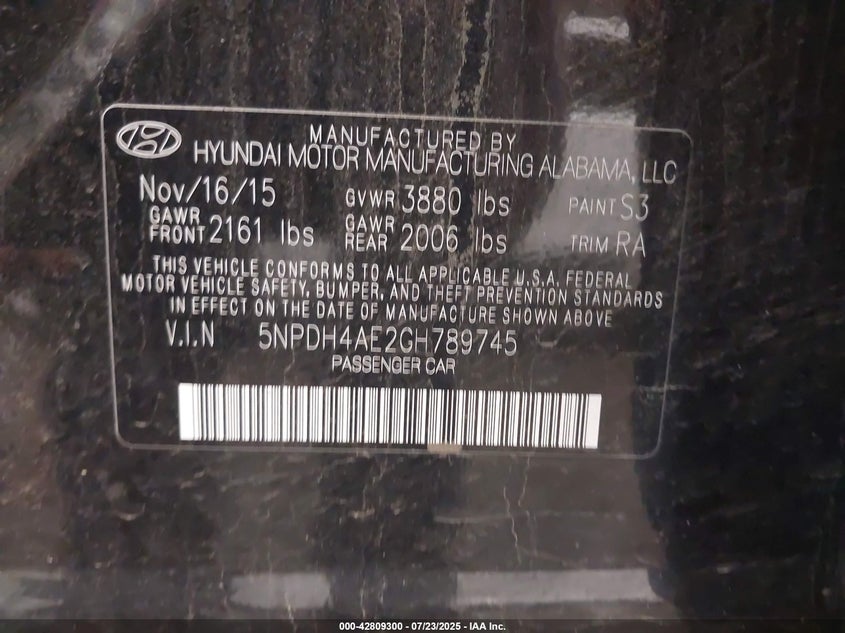 MANUFACTURED BY
HYUNDAI MOTOR MANUFACTURING ALABAMA, LLC
Nov/16/15 GVWR 3880 lbs PAINT S3
GAWR FRONT 2161 lbs GAWR REAR 2006 lbs TRIM RA
THIS VEHICLE CONFORMS TO ALL APPLICABLE U.S.A. FEDERAL
MOTOR VEHICLE SAFETY, BUMPER, AND THEFT PREVENTION STANDARDS
IN EFFECT ON THE DATE OF MANUFACTURE SHOWN ABOVE
V.I.N 5NPDH4AE2GH789745
PASSENGER CAR
000-42809300 - 07/23/2025 - IAA Inc.